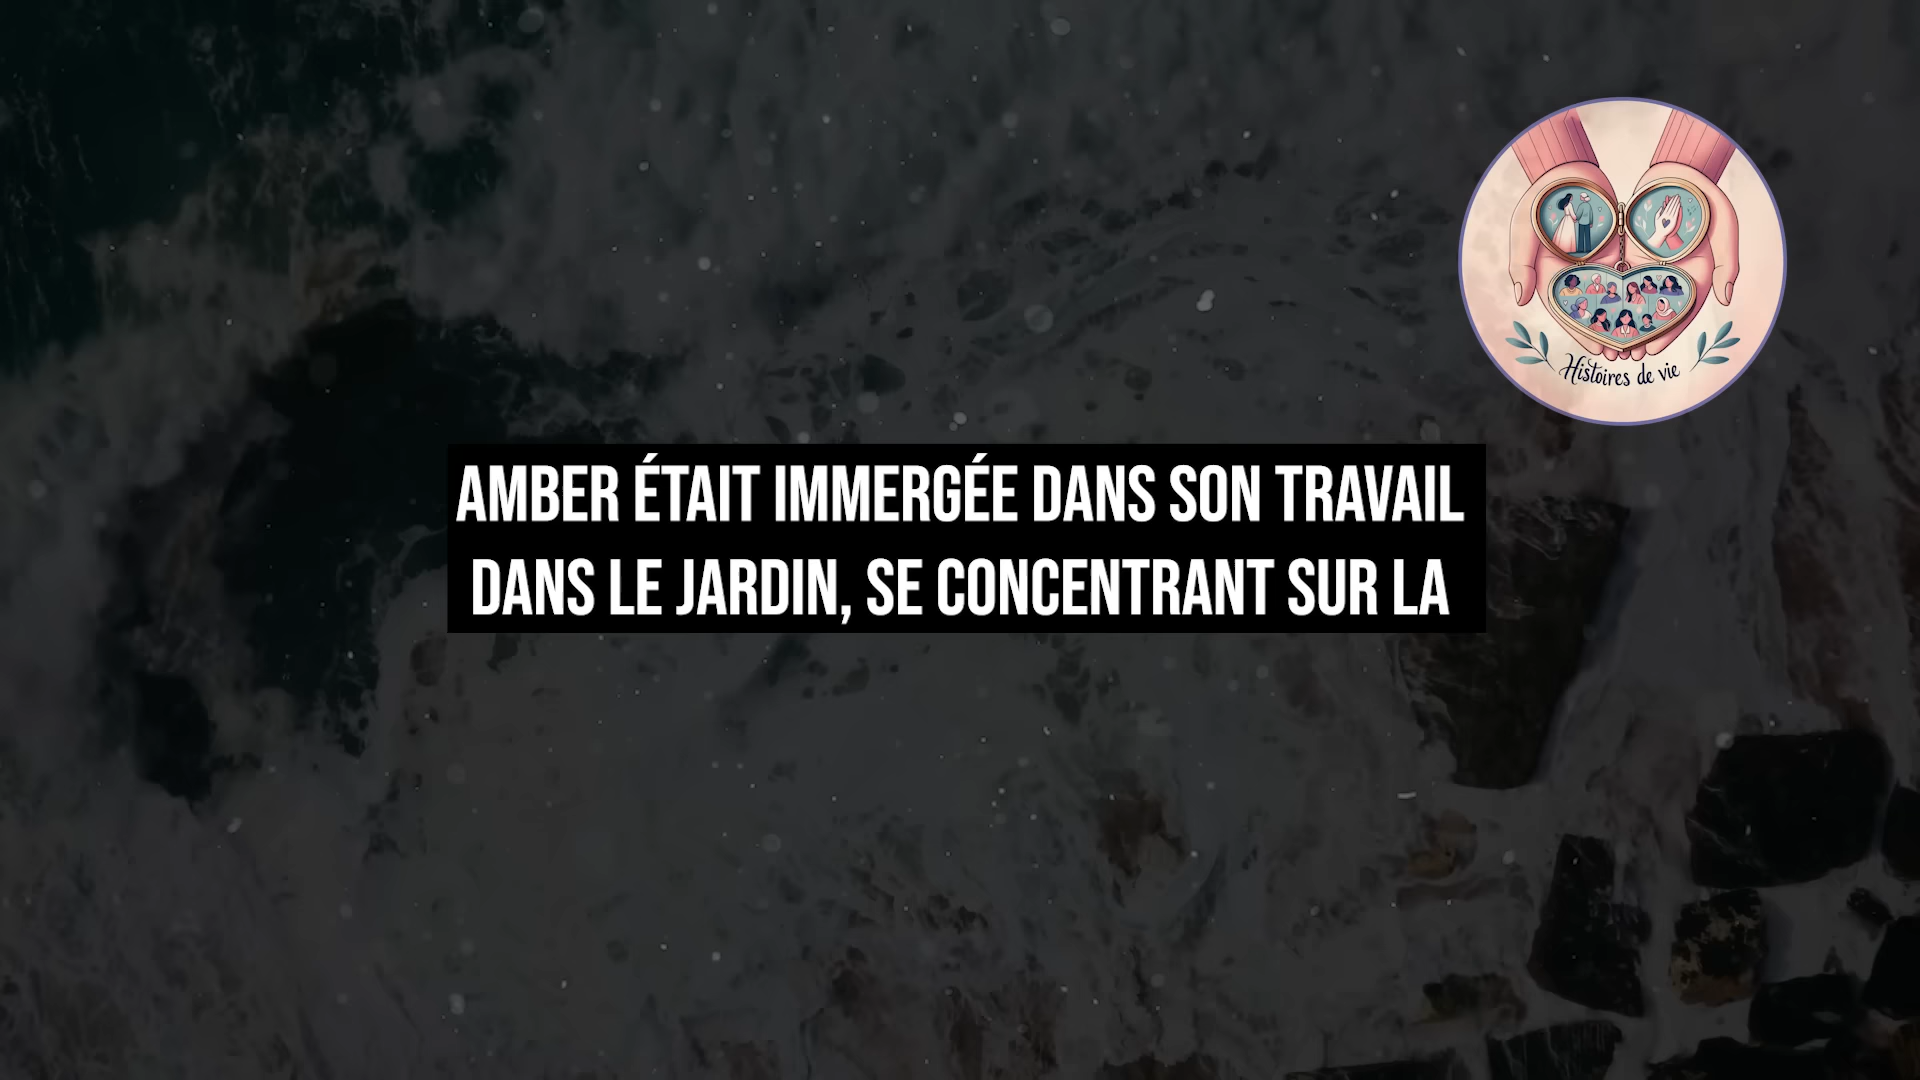 Histoires de vie
AMBER ÉTAIT IMMERGÉE DANS SON TRAVAIL
DANS LE JARDIN, SE CONCENTRANT SUR LA